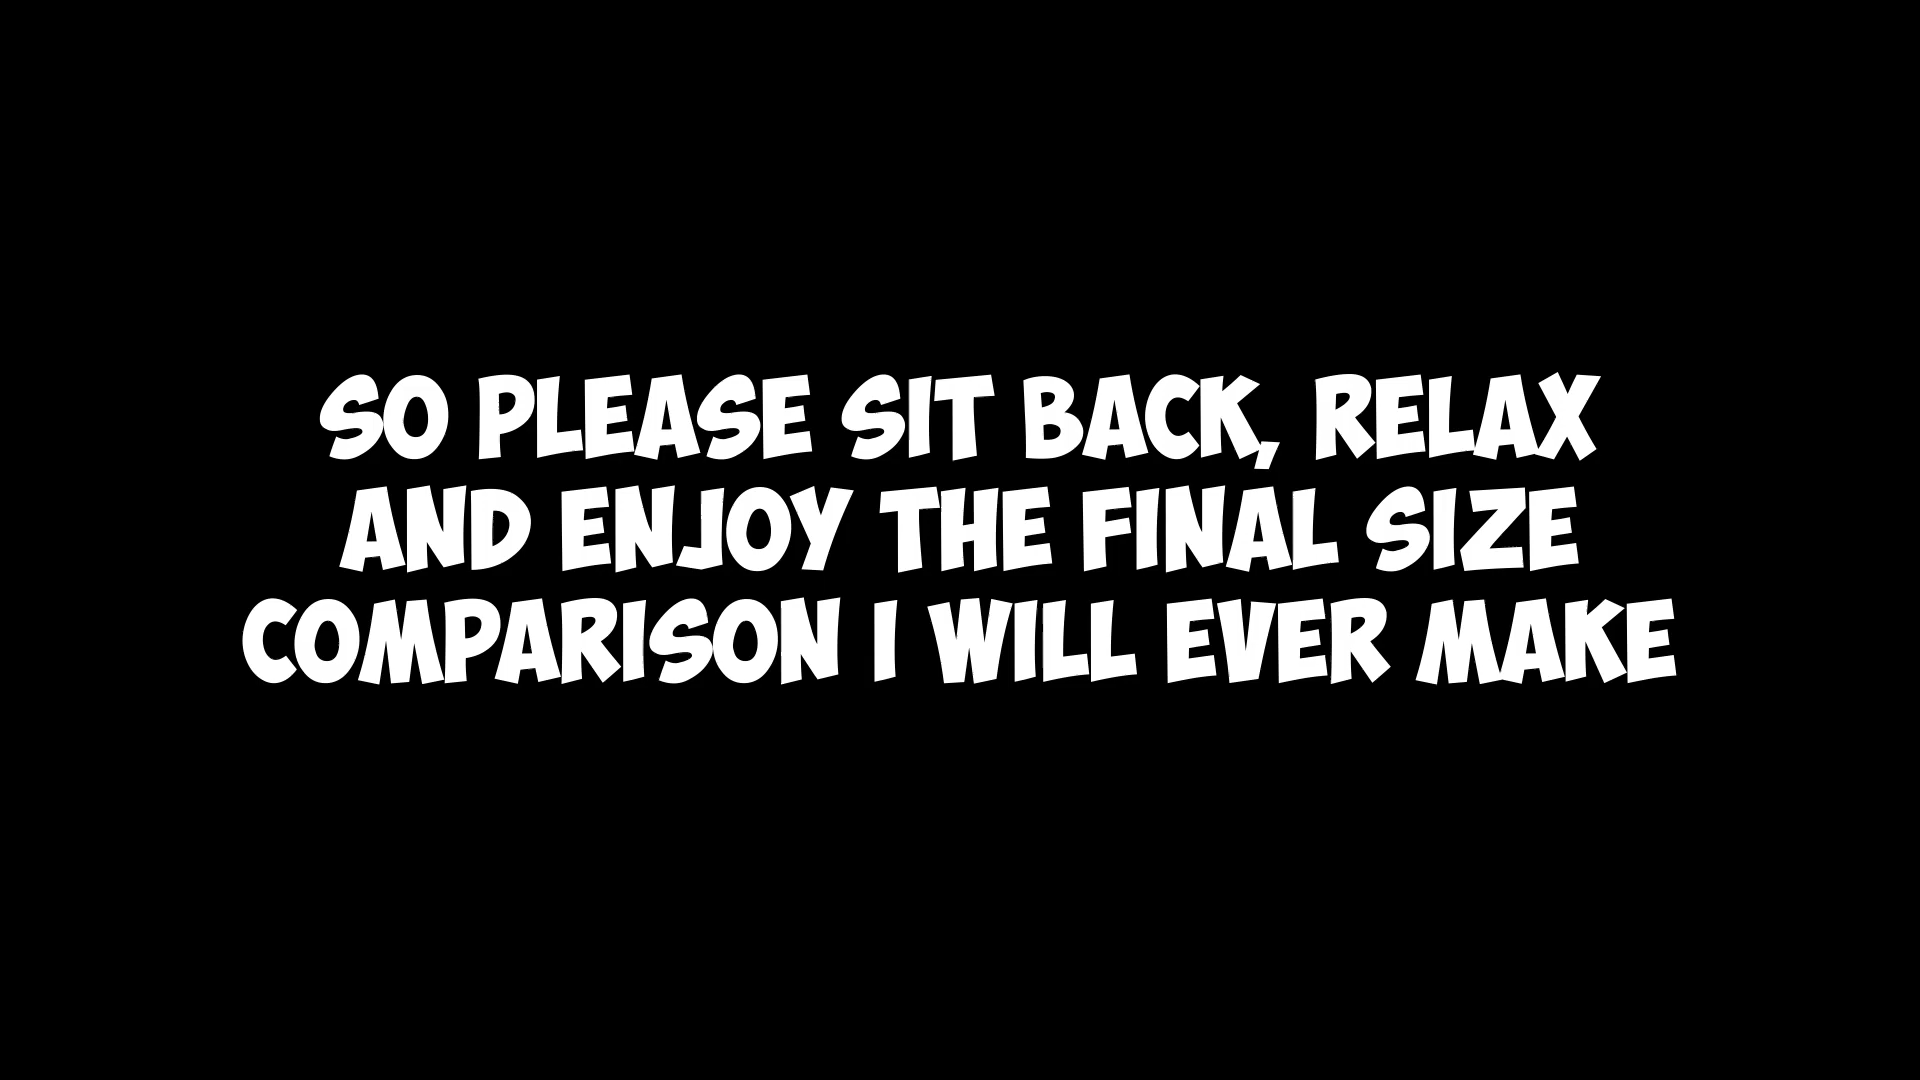 SO PLEASE SIT BACK, RELAX
AND ENJOY THE FINAL SIZE
COMPARISON I WILL EVER MAKE